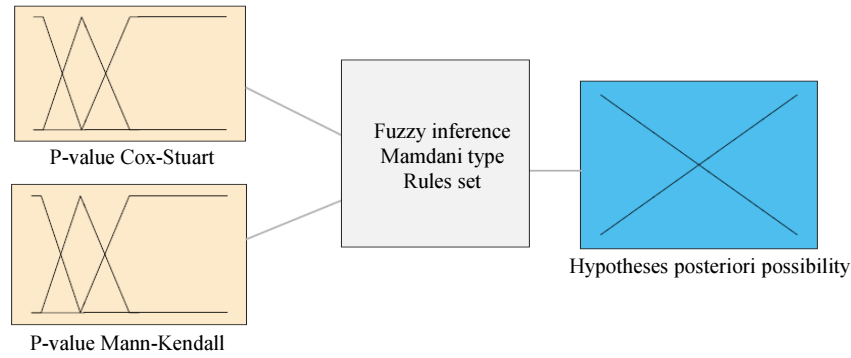 P-value Cox-Stuart
P-value Mann-Kendall
Fuzzy inference
Mamdani type
Rules set
Hypotheses posteriori possibility